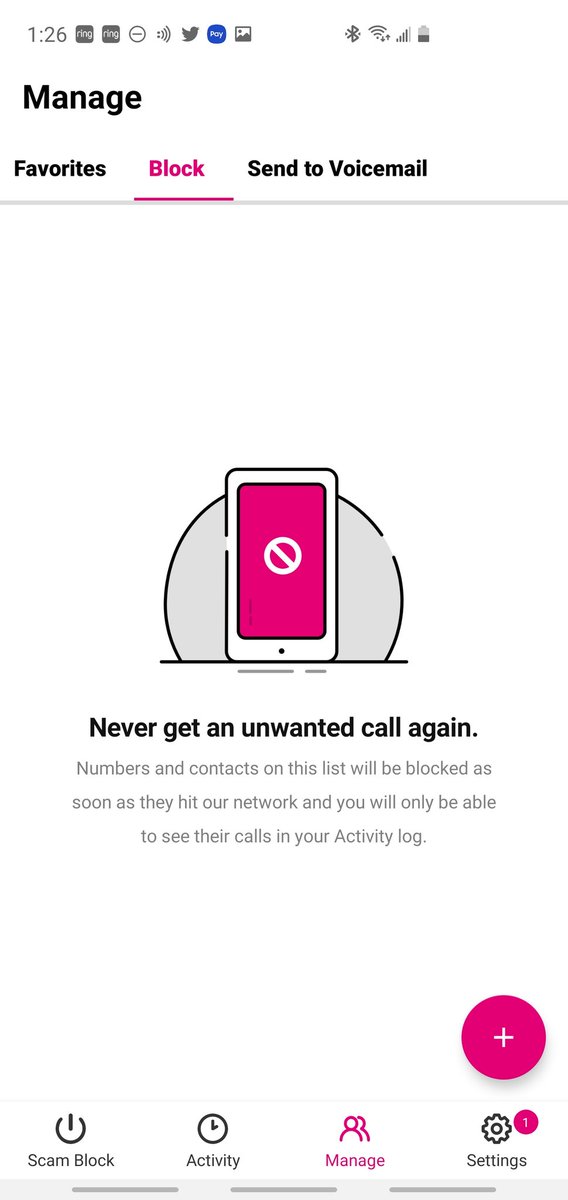 1:26 ring ring Pay
Manage
Favorites Block Send to Voicemail
Never get an unwanted call again.
Numbers and contacts on this list will be blocked as
soon as they hit our network and you will only be able
to see their calls in your Activity log.
+
1
Scam Block Activity Manage Settings